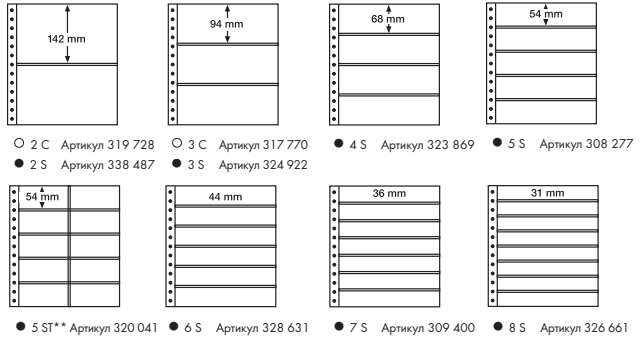 142 mm
94 mm
68 mm
54 mm
2 C Артикул 319 728
3 C Артикул 317 770
4 S Артикул 323 869
5 S Артикул 308 277
2 S Артикул 338 487
3 S Артикул 324 922
54 mm
44 mm
36 mm
31 mm
5 ST** Артикул 320 041
6 S Артикул 328 631
7 S Артикул 309 400
8 S Артикул 326 661